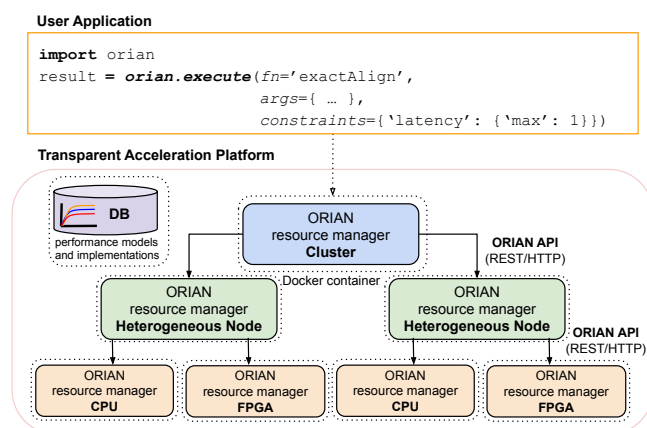 User Application
import orian
result = orian.execute(fn='exactAlign',
args={ … },
constraints={‘latency’: {‘max’: 1}})
Transparent Acceleration Platform
DB
performance models
and implementations
ORIAN
resource manager
Cluster
ORIAN API
(REST/HTTP)
Docker container
ORIAN
resource manager
Heterogeneous Node
ORIAN
resource manager
Heterogeneous Node
ORIAN API
(REST/HTTP)
ORIAN
resource manager
CPU
ORIAN
resource manager
FPGA
ORIAN
resource manager
CPU
ORIAN
resource manager
FPGA